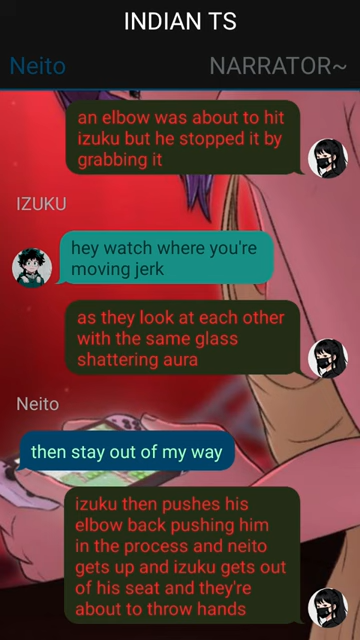 INDIAN TS
Neito NARRATOR~
an elbow was about to hit
izuku but he stopped it by
grabbing it
IZUKU
hey watch where you're
moving jerk
as they look at each other
with the same glass
shattering aura
Neito
then stay out of my way
izuku then pushes his
elbow back pushing him
in the process and neito
gets up and izuku gets out
of his seat and they're
about to throw hands